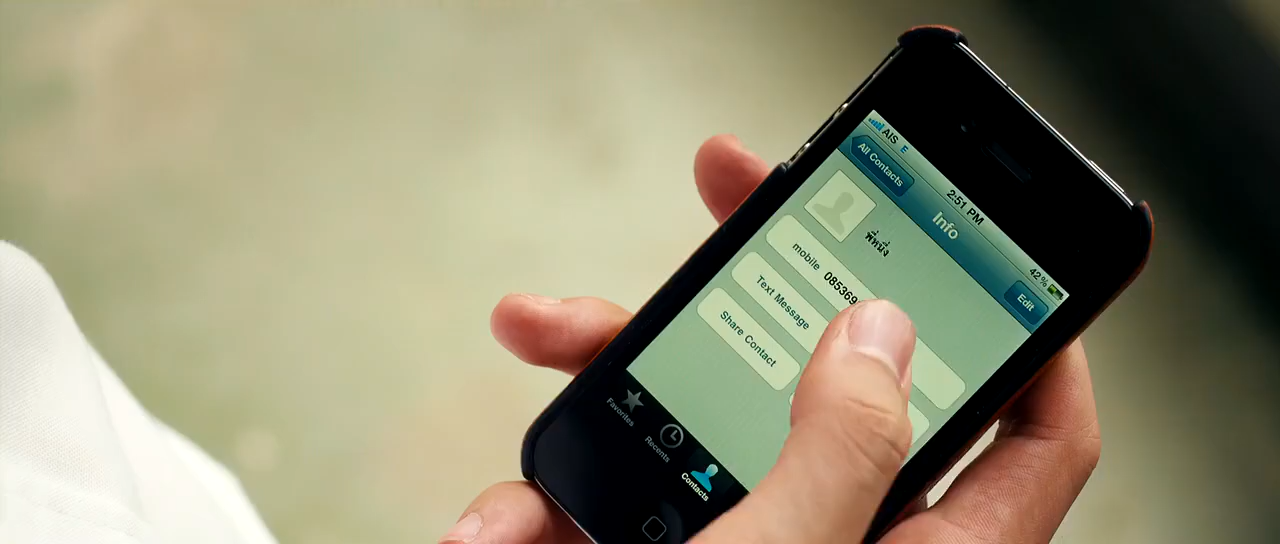 AIS E 2:51 PM 42%
All Contacts Info Edit
พี่หนึ่ง
mobile 085369
Text Message
Share Contact
Favorites Recents Contacts